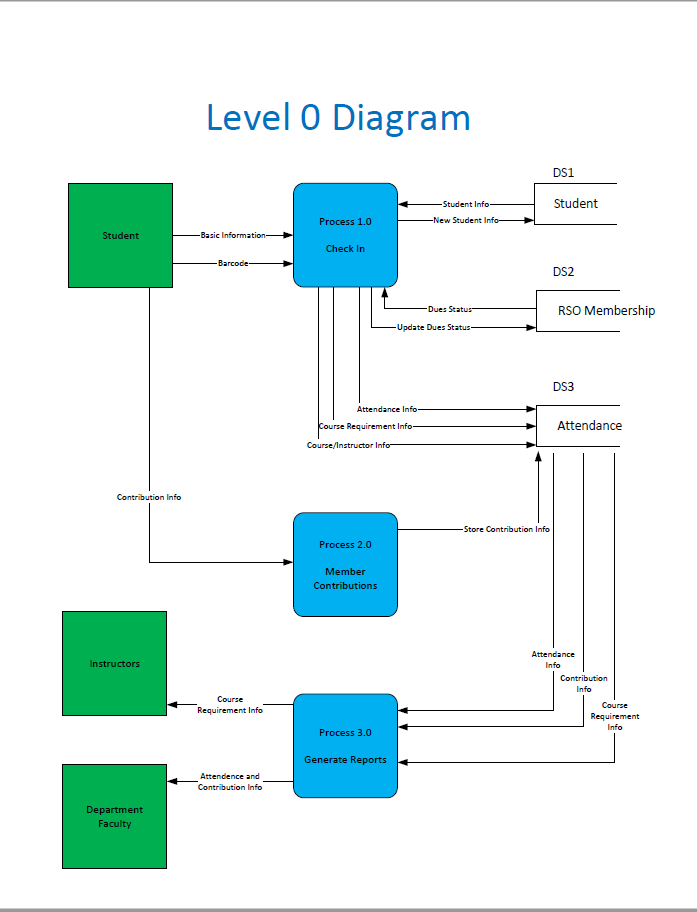 Level 0 Diagram
DS1
Student
Process 1.0
Check In
Student
Basic Information
Barcode
Student Info
New Student Info
DS2
RSO Membership
Dues Status
Update Dues Status
DS3
Attendance
Attendance Info
Course Requirement Info
Course/Instructor Info
Contribution Info
Process 2.0
Member
Contributions
Store Contribution Info
Instructors
Course
Requirement Info
Process 3.0
Generate Reports
Attendance
Info
Contribution
Info
Course
Requirement
Info
Attendence and
Contribution Info
Department
Faculty